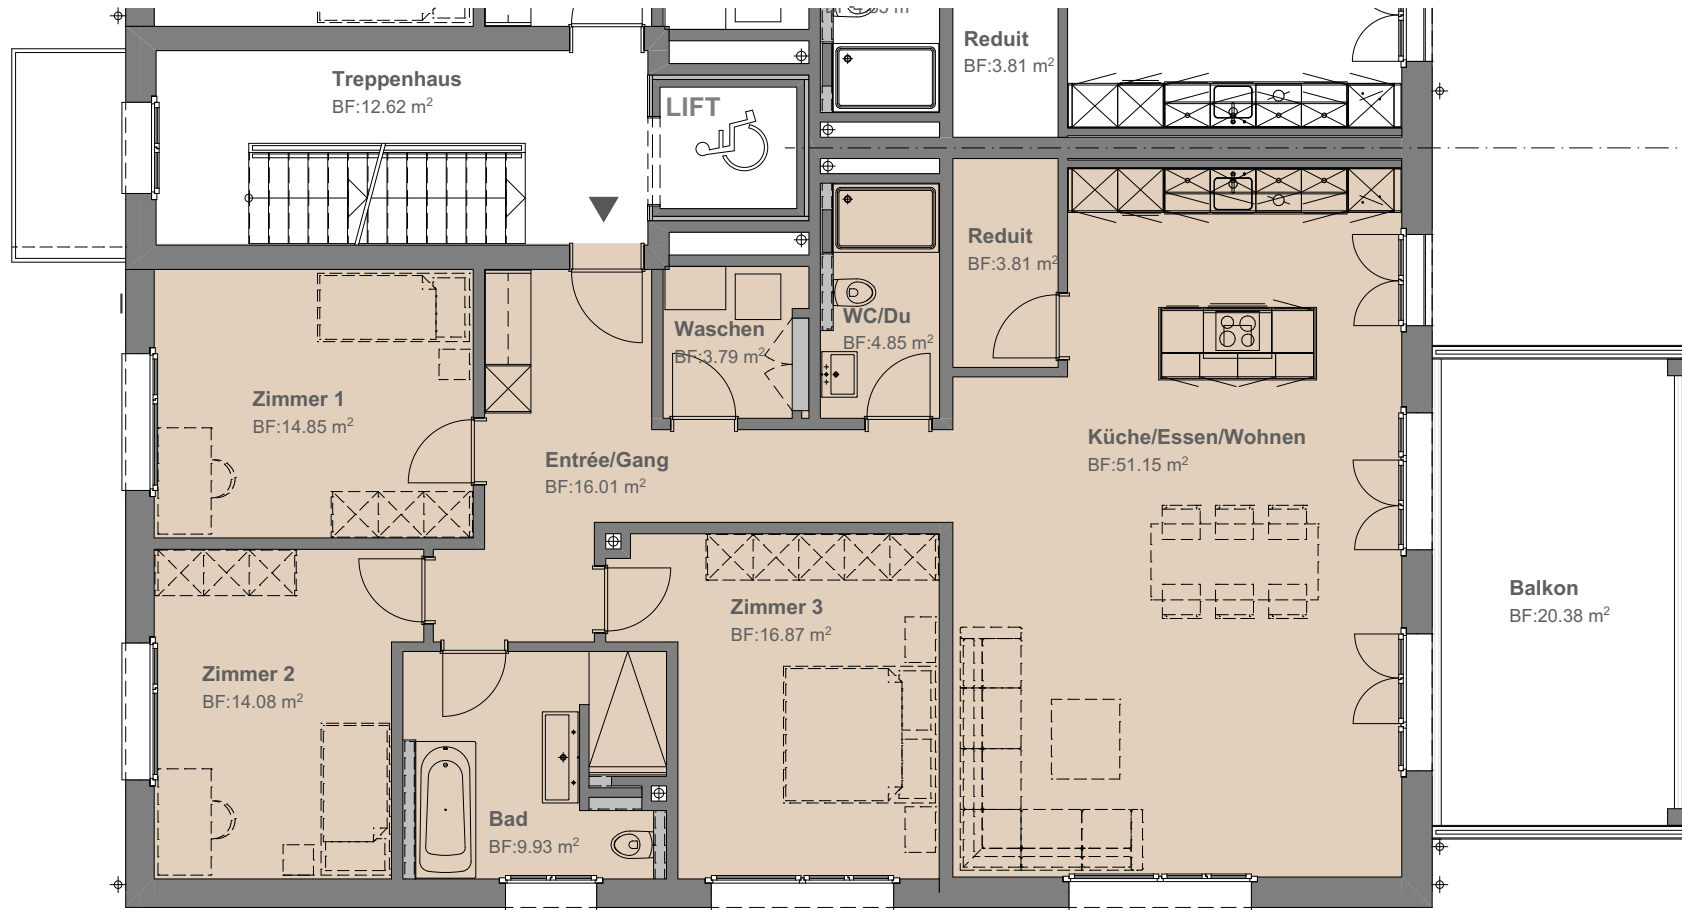 Reduit
BF:3.81 m²
Treppenhaus
BF:12.62 m²
LIFT
Reduit
BF:3.81 m²
Waschen
BF:3.79 m²
WC/Du
BF:4.85 m²
Zimmer 1
BF:14.85 m²
Entrée/Gang
BF:16.01 m²
Küche/Essen/Wohnen
BF:51.15 m²
Zimmer 3
BF:16.87 m²
Balkon
BF:20.38 m²
Zimmer 2
BF:14.08 m²
Bad
BF:9.93 m²